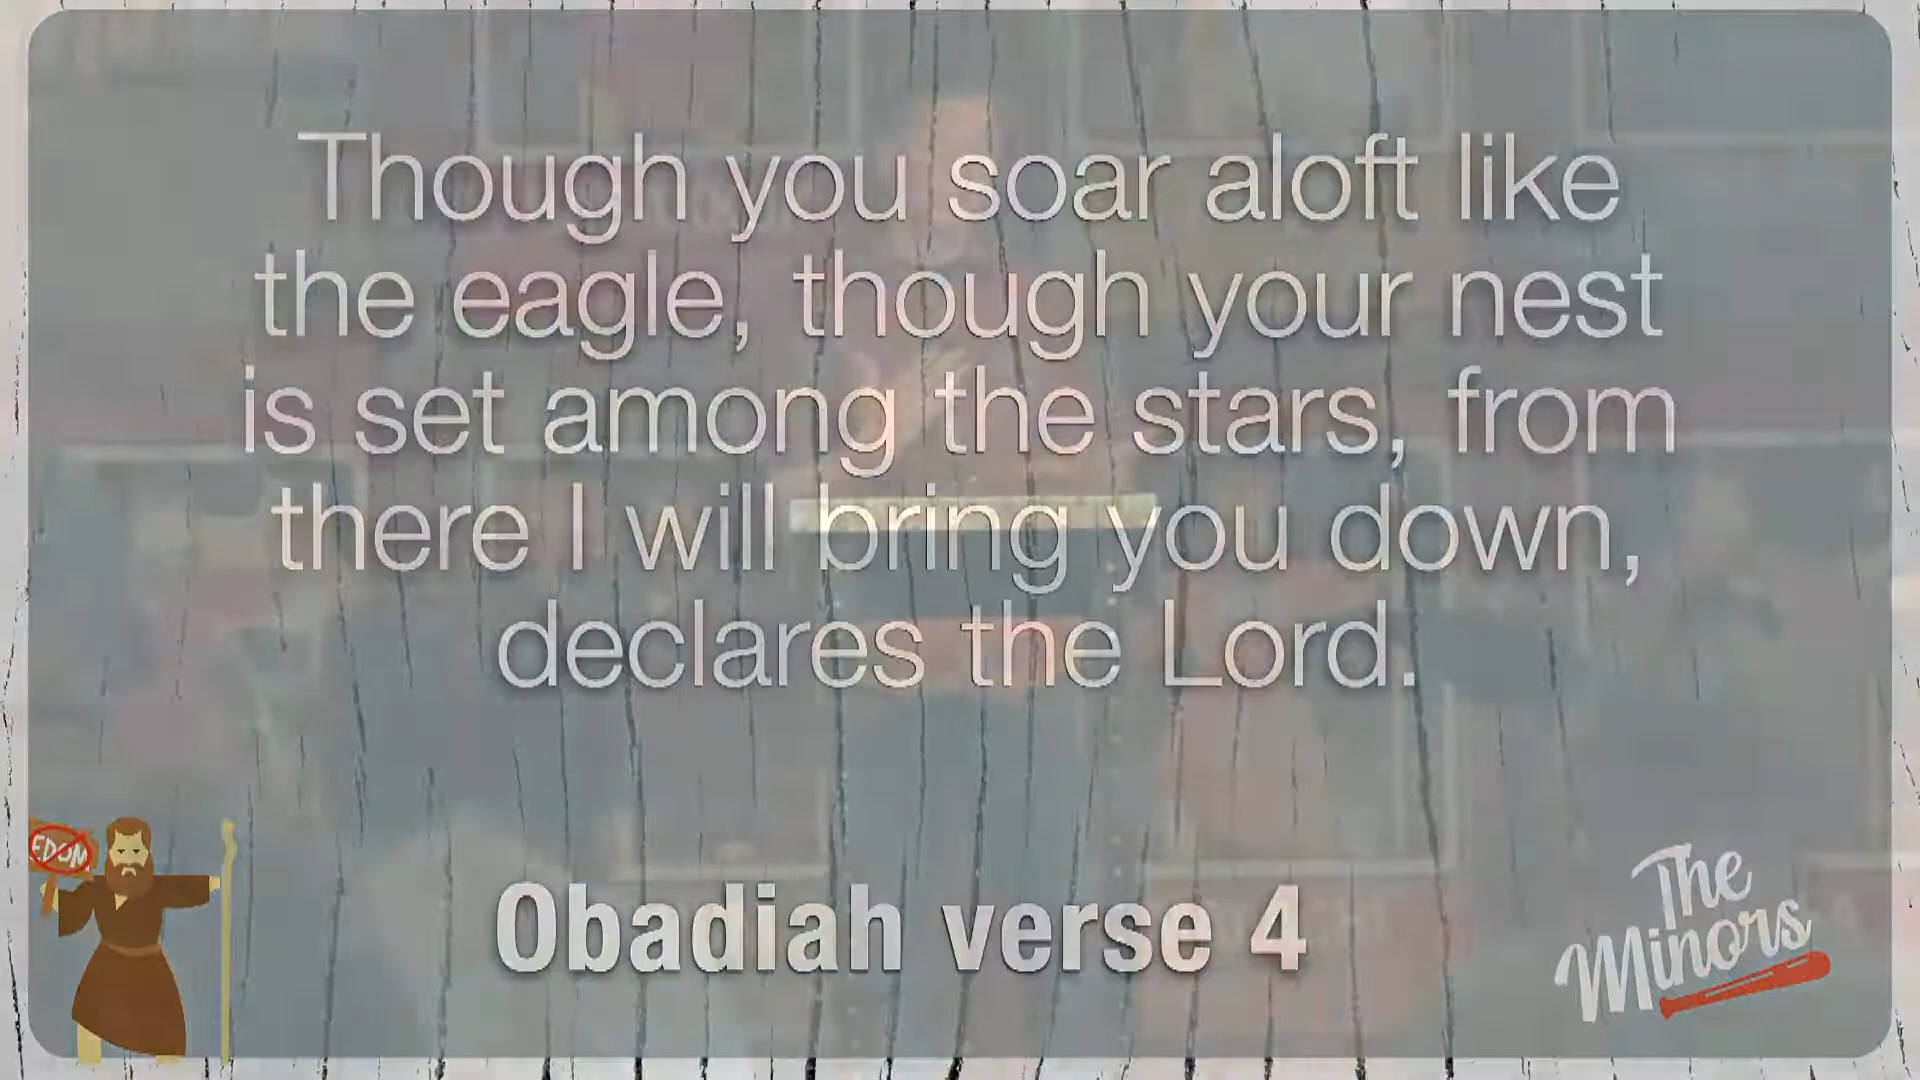 Though you soar aloft like
the eagle, though your nest
is set among the stars, from
there I will bring you down,
declares the Lord.
EDOM
Obadiah verse 4
The
Minors